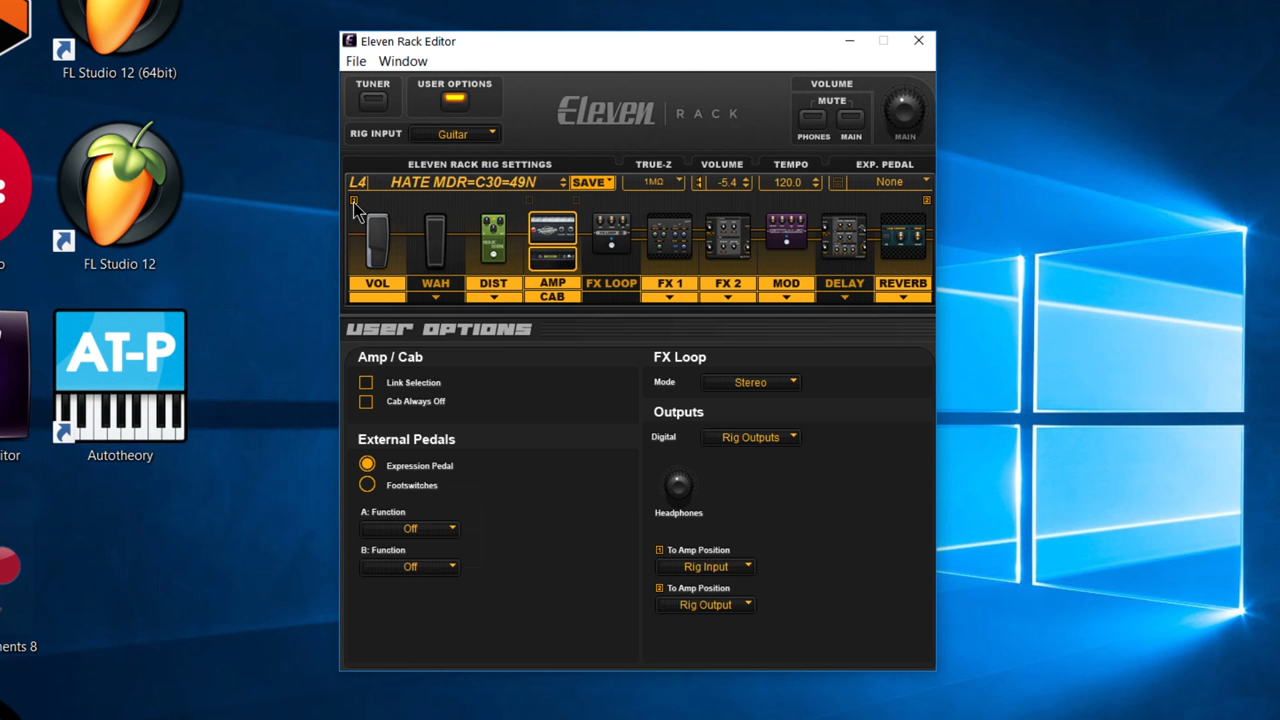 FL Studio 12 (64bit)
FL Studio 12
AT-P
Autotheory
itor
nents 8
o
Eleven Rack Editor
File Window
TUNER
USER OPTIONS
RIG INPUT Guitar
Eleven RACK
VOLUME
MUTE
PHONES MAIN MAIN
ELEVEN RACK RIG SETTINGS TRUE-Z VOLUME TEMPO EXP. PEDAL
L4 HATE MDR=C30=49N SAVE 1MΩ -5.4 120.0 None
1 2
VOL WAH DIST AMP FX LOOP FX 1 FX 2 MOD DELAY REVERB
CAB
USER OPTIONS
Amp / Cab
Link Selection
Cab Always Off
External Pedals
Expression Pedal
Footswitches
A: Function
Off
B: Function
Off
FX Loop
Mode Stereo
Outputs
Digital Rig Outputs
Headphones
1 To Amp Position
Rig Input
2 To Amp Position
Rig Output